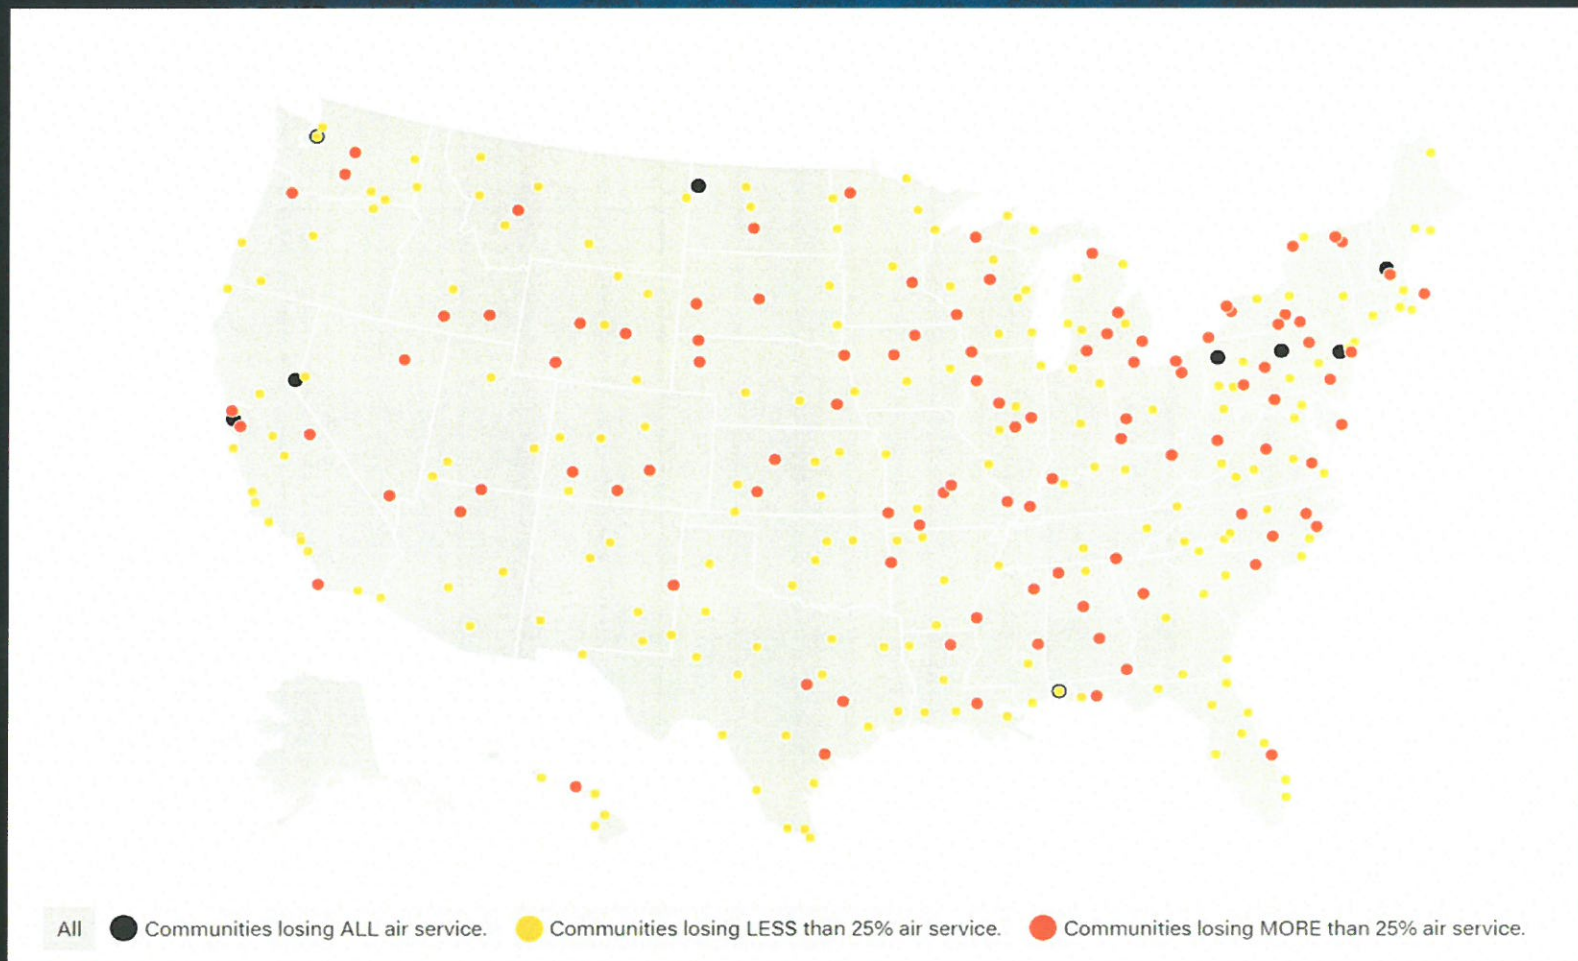 All Communities losing ALL air service. Communities losing LESS than 25% air service. Communities losing MORE than 25% air service.